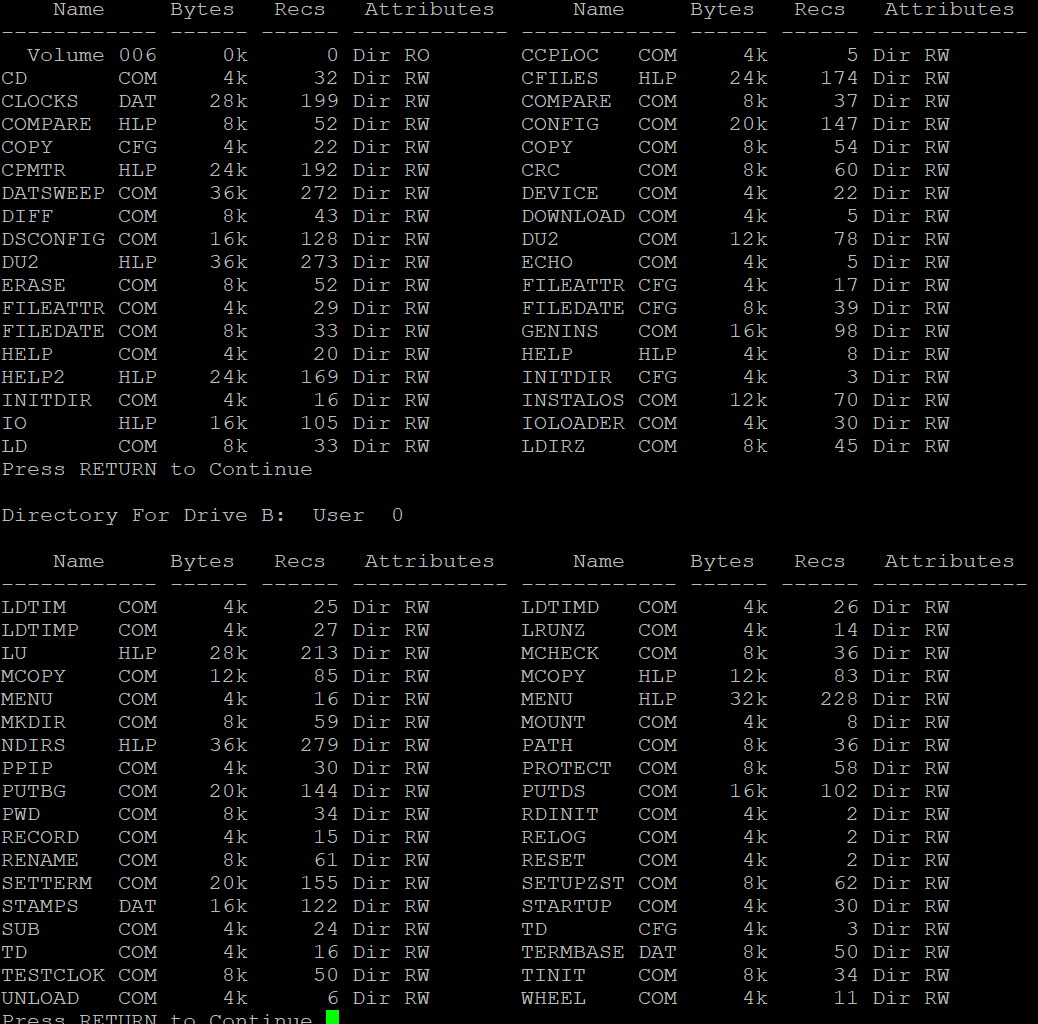 Name     Bytes   Recs   Attributes      Name     Bytes   Recs   Attributes
------------ ------ ------ ------------ ------------ ------ ------ ------------
  Volume 006     0k      0 Dir RO       CCPLOC   COM     4k      5 Dir RW
CD       COM     4k     32 Dir RW       CFILES   HLP    24k    174 Dir RW
CLOCKS   DAT    28k    199 Dir RW       COMPARE  COM     8k     37 Dir RW
COMPARE  HLP     8k     52 Dir RW       CONFIG   COM    20k    147 Dir RW
COPY     CFG     4k     22 Dir RW       COPY     COM     8k     54 Dir RW
CPMTR    HLP    24k    192 Dir RW       CRC      COM     8k     60 Dir RW
DATSWEEP COM    36k    272 Dir RW       DEVICE   COM     4k     22 Dir RW
DIFF     COM     8k     43 Dir RW       DOWNLOAD COM     4k      5 Dir RW
DSCONFIG COM    16k    128 Dir RW       DU2      COM    12k     78 Dir RW
DU2      HLP    36k    273 Dir RW       ECHO     COM     4k      5 Dir RW
ERASE    COM     8k     52 Dir RW       FILEATTR CFG     4k     17 Dir RW
FILEATTR COM     4k     29 Dir RW       FILEDATE CFG     8k     39 Dir RW
FILEDATE COM     8k     33 Dir RW       GENINS   COM    16k     98 Dir RW
HELP     COM     4k     20 Dir RW       HELP     HLP     4k      8 Dir RW
HELP2    HLP    24k    169 Dir RW       INITDIR  CFG     4k      3 Dir RW
INITDIR  COM     4k     16 Dir RW       INSTALOS COM    12k     70 Dir RW
IO       HLP    16k    105 Dir RW       IOLOADER COM     4k     30 Dir RW
LD       COM     8k     33 Dir RW       LDIRZ    COM     8k     45 Dir RW
Press RETURN to Continue

Directory For Drive B:  User  0

    Name     Bytes   Recs   Attributes      Name     Bytes   Recs   Attributes
------------ ------ ------ ------------ ------------ ------ ------ ------------
LDTIM    COM     4k     25 Dir RW       LDTIMD   COM     4k     26 Dir RW
LDTIMP   COM     4k     27 Dir RW       LRUNZ    COM     4k     14 Dir RW
LU       HLP    28k    213 Dir RW       MCHECK   COM     8k     36 Dir RW
MCOPY    COM    12k     85 Dir RW       MCOPY    HLP    12k     83 Dir RW
MENU     COM     4k     16 Dir RW       MENU     HLP    32k    228 Dir RW
MKDIR    COM     8k     59 Dir RW       MOUNT    COM     4k      8 Dir RW
NDIRS    HLP    36k    279 Dir RW       PATH     COM     8k     36 Dir RW
PPIP     COM     4k     30 Dir RW       PROTECT  COM     8k     58 Dir RW
PUTBG    COM    20k    144 Dir RW       PUTDS    COM    16k    102 Dir RW
PWD      COM     8k     34 Dir RW       RDINIT   COM     4k      2 Dir RW
RECORD   COM     4k     15 Dir RW       RELOG    COM     4k      2 Dir RW
RENAME   COM     8k     61 Dir RW       RESET    COM     4k      2 Dir RW
SETTERM  COM    20k    155 Dir RW       SETUPZST COM     8k     62 Dir RW
STAMPS   DAT    16k    122 Dir RW       STARTUP  COM     4k     30 Dir RW
SUB      COM     4k     24 Dir RW       TD       CFG     4k      3 Dir RW
TD       COM     4k     16 Dir RW       TERMBASE DAT     8k     50 Dir RW
TESTCLOK COM     8k     50 Dir RW       TINIT    COM     8k     34 Dir RW
UNLOAD   COM     4k      6 Dir RW       WHEEL    COM     4k     11 Dir RW
Press RETURN to Continue